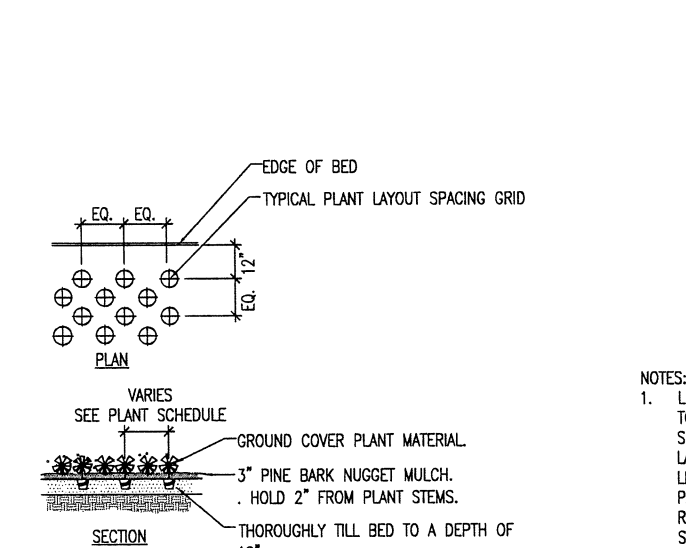 EDGE OF BED
TYPICAL PLANT LAYOUT SPACING GRID
EQ. EQ.
12"
EQ.
PLAN
VARIES
SEE PLANT SCHEDULE
GROUND COVER PLANT MATERIAL.
3" PINE BARK NUGGET MULCH.
. HOLD 2" FROM PLANT STEMS.
THOROUGHLY TILL BED TO A DEPTH OF
SECTION
NOTES:
1.